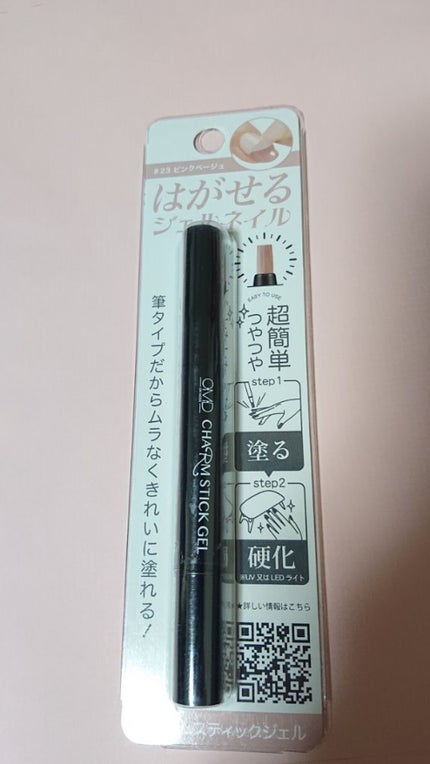 #23 ピンクベージュ
はがせる
ジェルネイル
EASY TO USE
超簡単
つやつや
筆タイプだからムラなくきれいに塗れる！
step1
塗る
step2
硬化
※UV 又は LED ライト
OMD
CHARM STICK GEL
★詳しい情報はこちら
スティックジェル